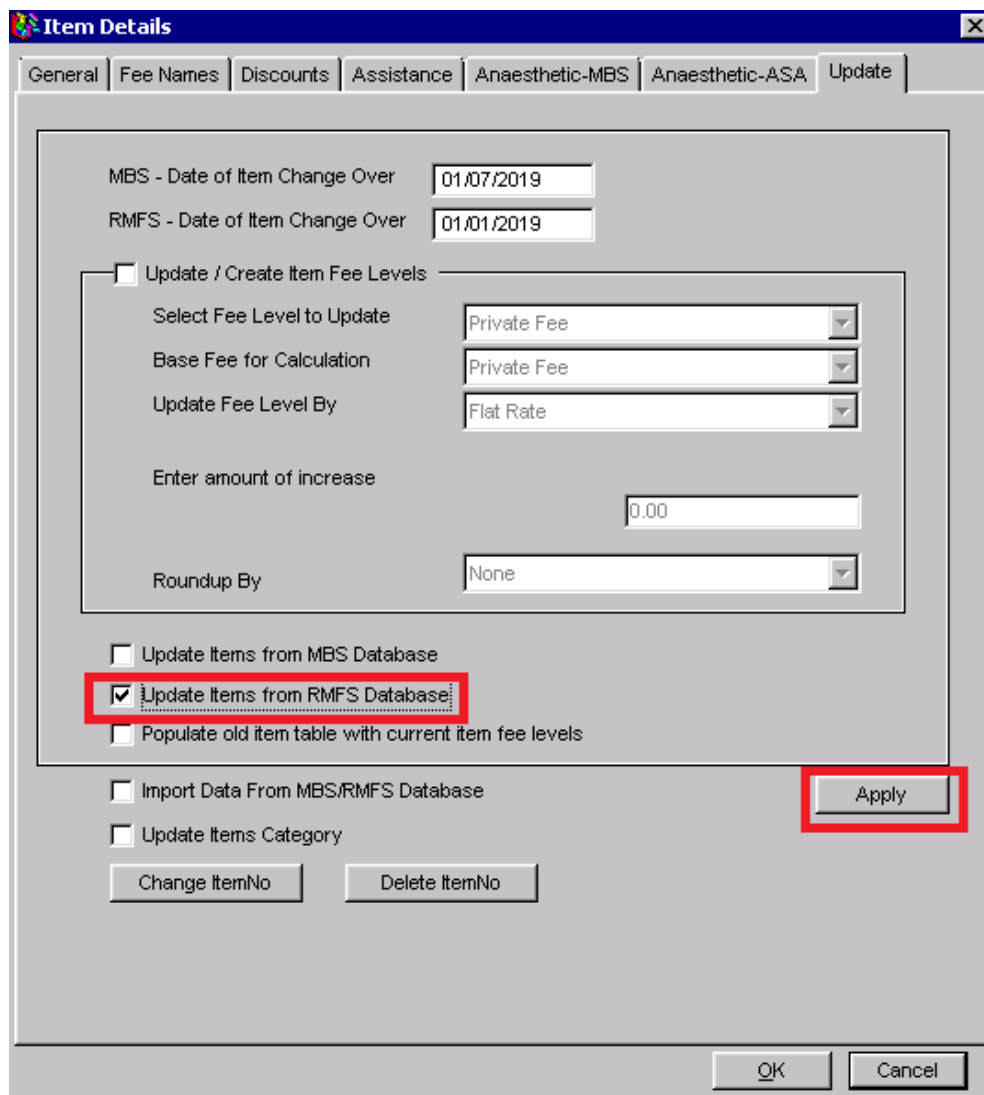 Item Details
General Fee Names Discounts Assistance Anaesthetic-MBS Anaesthetic-ASA Update
MBS - Date of Item Change Over 01/07/2019
RMFS - Date of Item Change Over 01/01/2019
Update / Create Item Fee Levels
Select Fee Level to Update Private Fee
Base Fee for Calculation Private Fee
Update Fee Level By Flat Rate
Enter amount of increase
0.00
Roundup By None
Update Items from MBS Database
Update Items from RMFS Database
Populate old item table with current item fee levels
Import Data From MBS/RMFS Database Apply
Update Items Category
Change ItemNo Delete ItemNo
OK Cancel